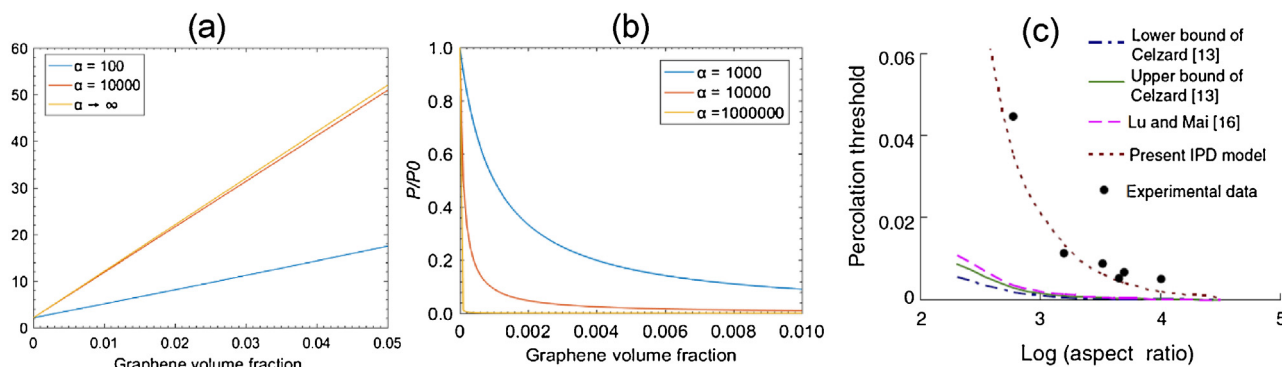 (a)
60
50
40
30
20
10
0
α = 100
α = 10000
α → ∞
0
0.01
0.02
0.03
0.04
0.05
Graphene volume fraction
(b)
P/P0
1.0
0.8
0.6
0.4
0.2
0.0
α = 1000
α = 10000
α =1000000
0
0.002
0.004
0.006
0.008
0.010
Graphene volume fraction
(c)
Percolation threshold
0.06
0.04
0.02
0
Lower bound of
Celzard [13]
Upper bound of
Celzard [13]
Lu and Mai [16]
Present IPD model
Experimental data
2
3
4
5
Log (aspect ratio)